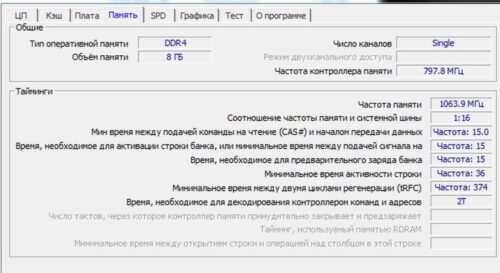 ЦП Кэш Плата Память SPD Графика Тест О программе
Общие
Тип оперативной памяти DDR4 Число каналов Single
Объём памяти 8 ГБ Режим двухканального доступа
Частота контроллера памяти 797.8 МГц
Тайминги
Частота памяти 1063.9 МГц
Соотношение частоты памяти и системной шины 1:16
Мин время между подачей команды на чтение (CAS#) и началом передачи данных Частота: 15.0
Время, необходимое для активации строки банка, или минимальное время между подачей сигнала на Частота: 15
Время, необходимое для предварительного заряда банка Частота: 15
Минимальное время активности строки Частота: 36
Минимальное время между двумя циклами регенерации (tRFC) Частота: 374
Время, необходимое для декодирования контроллером команд и адресов 2T
Число тактов, через которое контроллер памяти принудительно закрывает и предзаряжает
Тайминг, используемый памятью RDRAM
Минимальное время между открытием строки и операцией над столбцом в этой строке